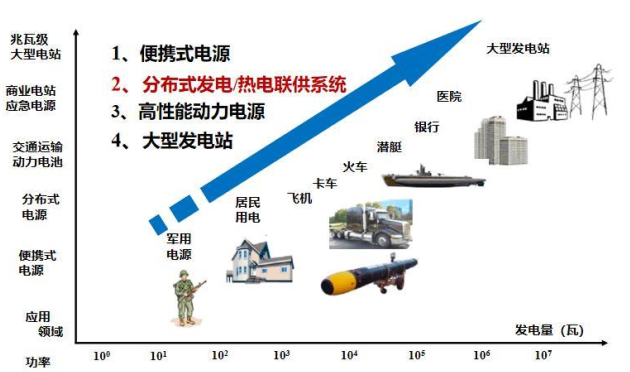 兆瓦级
大型电站
商业电站
应急电源
交通运输
动力电池
分布式
电源
便携式
电源
应用
领域
功率
1、便携式电源
2、分布式发电/热电联供系统
3、高性能动力电源
4、大型发电站
大型发电站
医院
银行
潜艇
火车
卡车
飞机
居民
用电
军用
电源
发电量（瓦）
10⁰ 10¹ 10² 10³ 10⁴ 10⁵ 10⁶ 10⁷